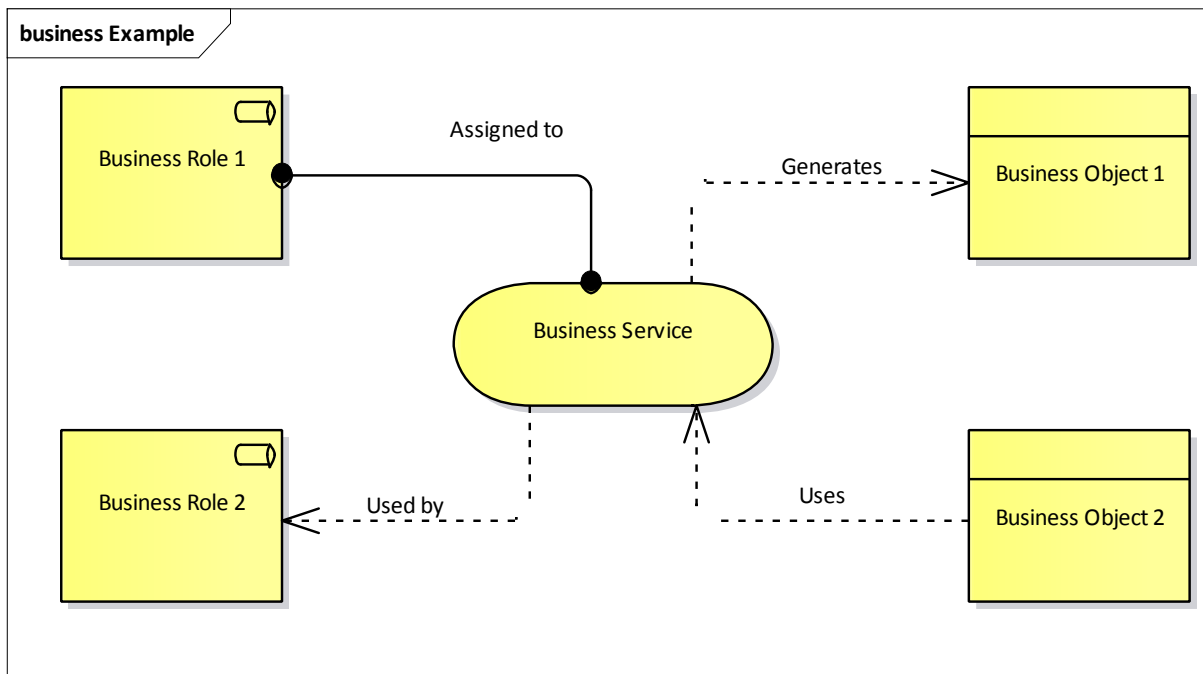 business Example
Business Role 1
Assigned to
Generates
Business Object 1
Business Service
Business Role 2
Used by
Uses
Business Object 2